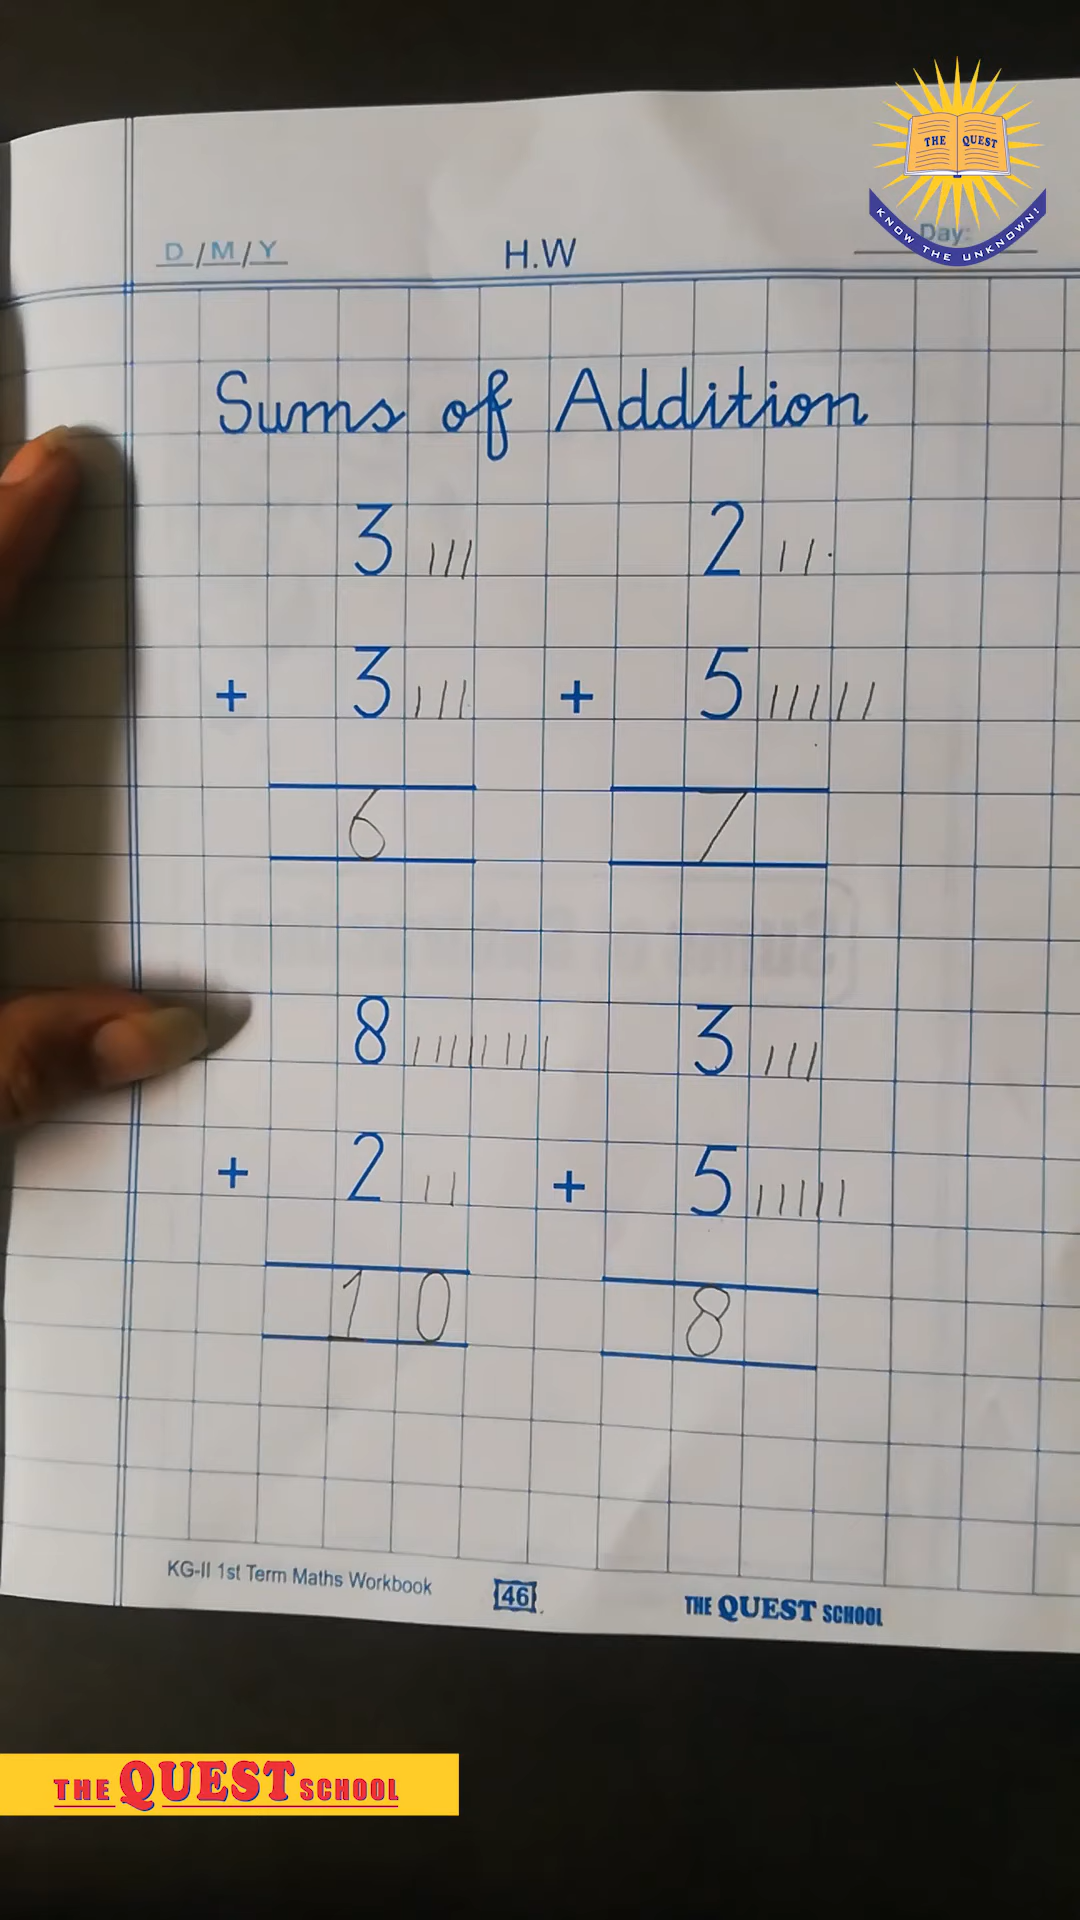 THE QUEST
KNOW THE UNKNOWN!
D/M/Y H.W Day:
Sums of Addition
3 2
+ 3 + 5
6 7
8 3
+ 2 + 5
10 8
KG-II 1st Term Maths Workbook 46 THE QUEST SCHOOL
THE QUEST SCHOOL